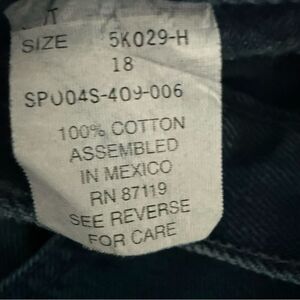 SIZE 5K029-H
18
SP004S-409-006
100% COTTON
ASSEMBLED
IN MEXICO
RN 87119
SEE REVERSE
FOR CARE